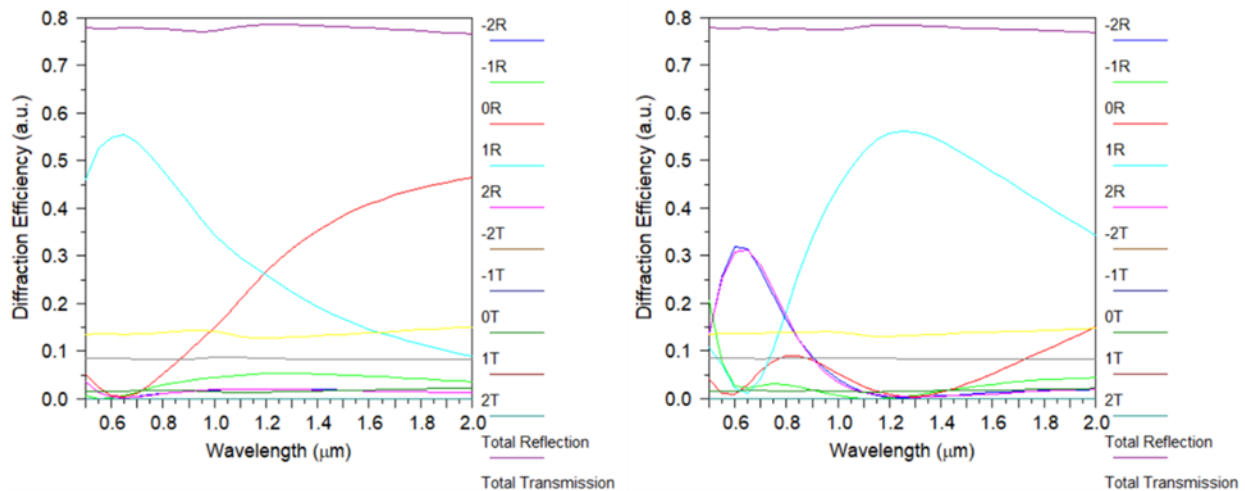 0.8
0.7
0.6
0.5
0.4
0.3
0.2
0.1
0.0
Diffraction Efficiency (a.u.)
0.6 0.8 1.0 1.2 1.4 1.6 1.8 2.0
Wavelength (μm)
-2R
-1R
0R
1R
2R
-2T
-1T
0T
1T
2T
Total Reflection
Total Transmission
0.8
0.7
0.6
0.5
0.4
0.3
0.2
0.1
0.0
Diffraction Efficiency (a.u.)
0.6 0.8 1.0 1.2 1.4 1.6 1.8 2.0
Wavelength (μm)
-2R
-1R
0R
1R
2R
-2T
-1T
0T
1T
2T
Total Reflection
Total Transmission